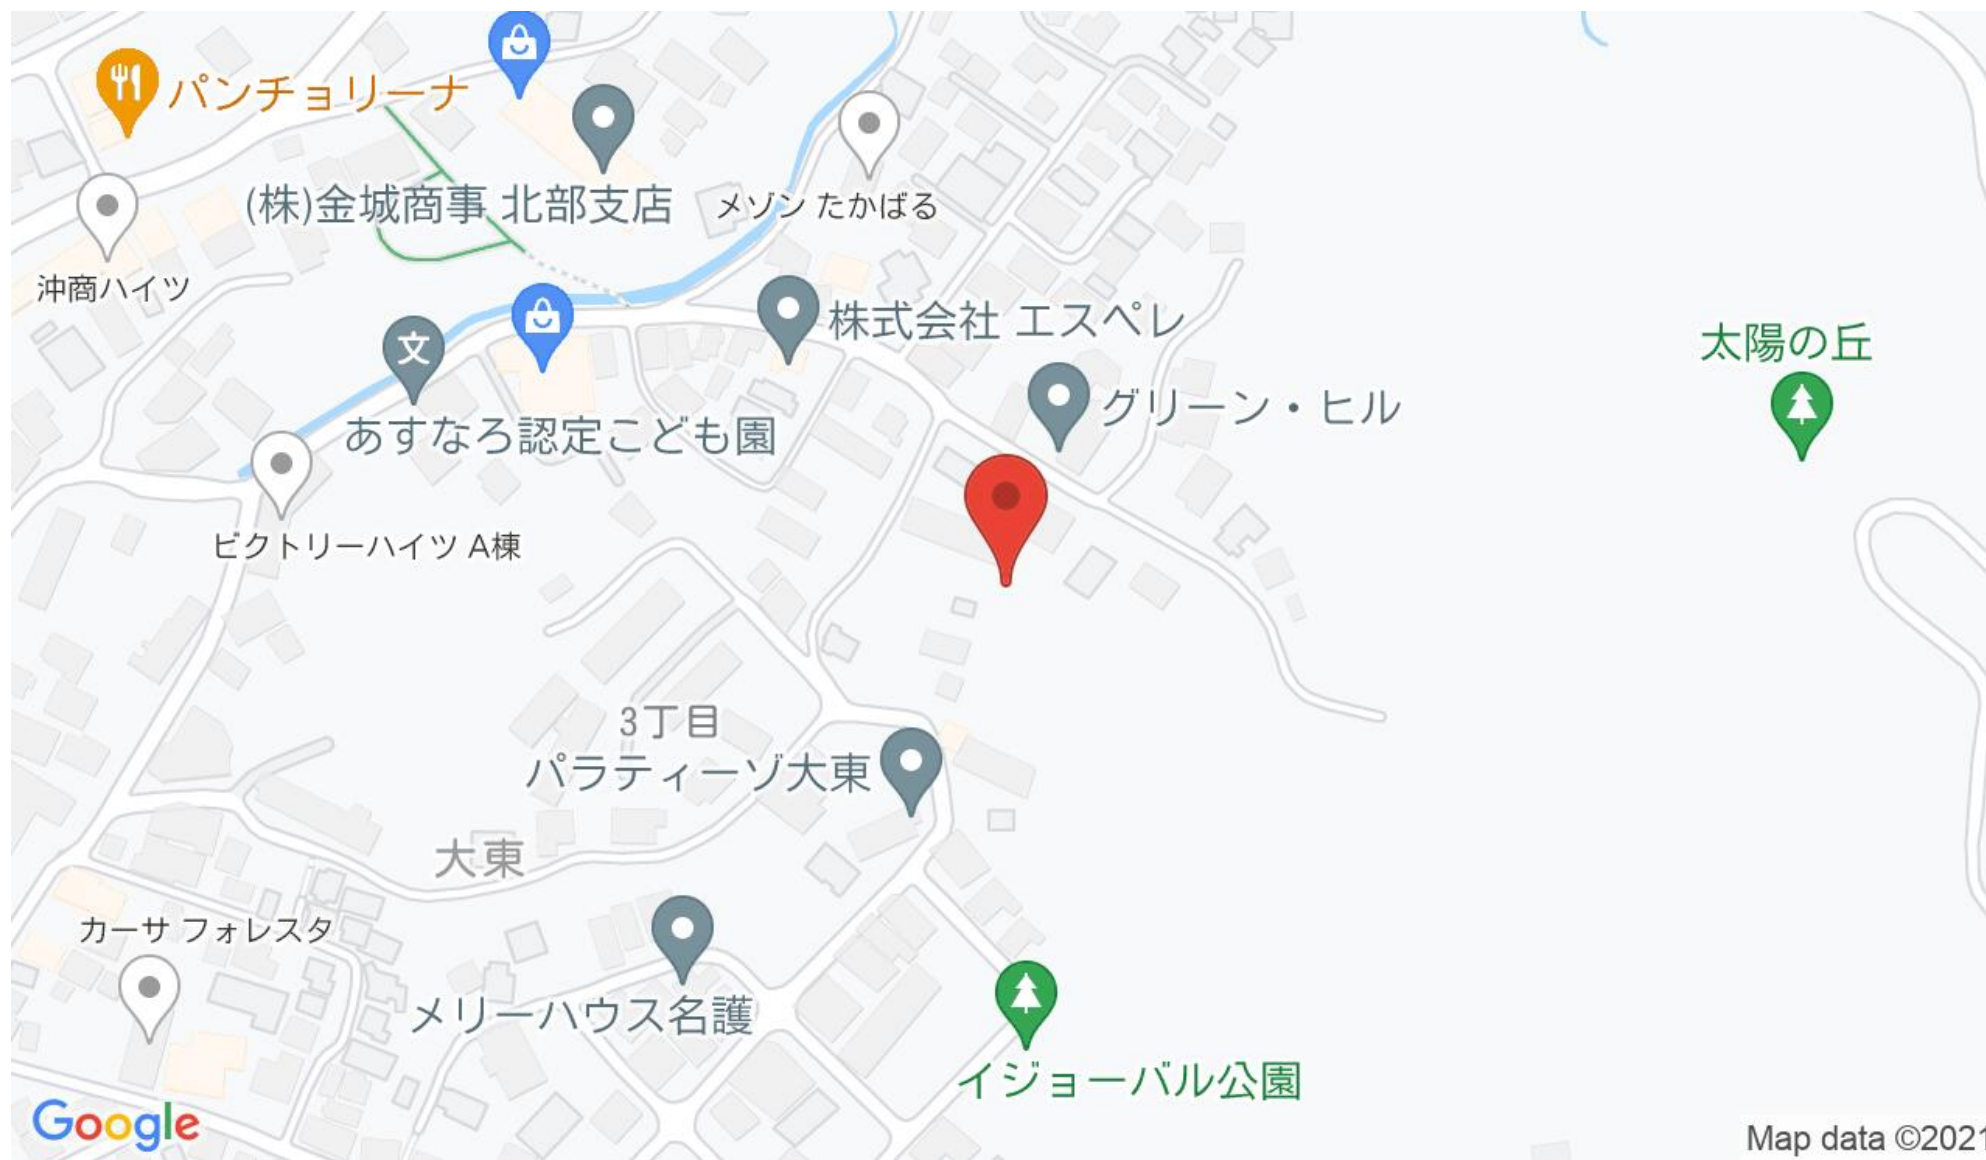 パンチョリーナ
(株)金城商事 北部支店
メゾン たかばる
沖商ハイツ
株式会社 エスペレ
太陽の丘
文
グリーン・ヒル
あすなろ認定こども園
ビクトリーハイツ A棟
3丁目
パラティーゾ大東
大東
カーサ フォレスタ
メリーハウス名護
イジョーバル公園
Google
Map data ©2021